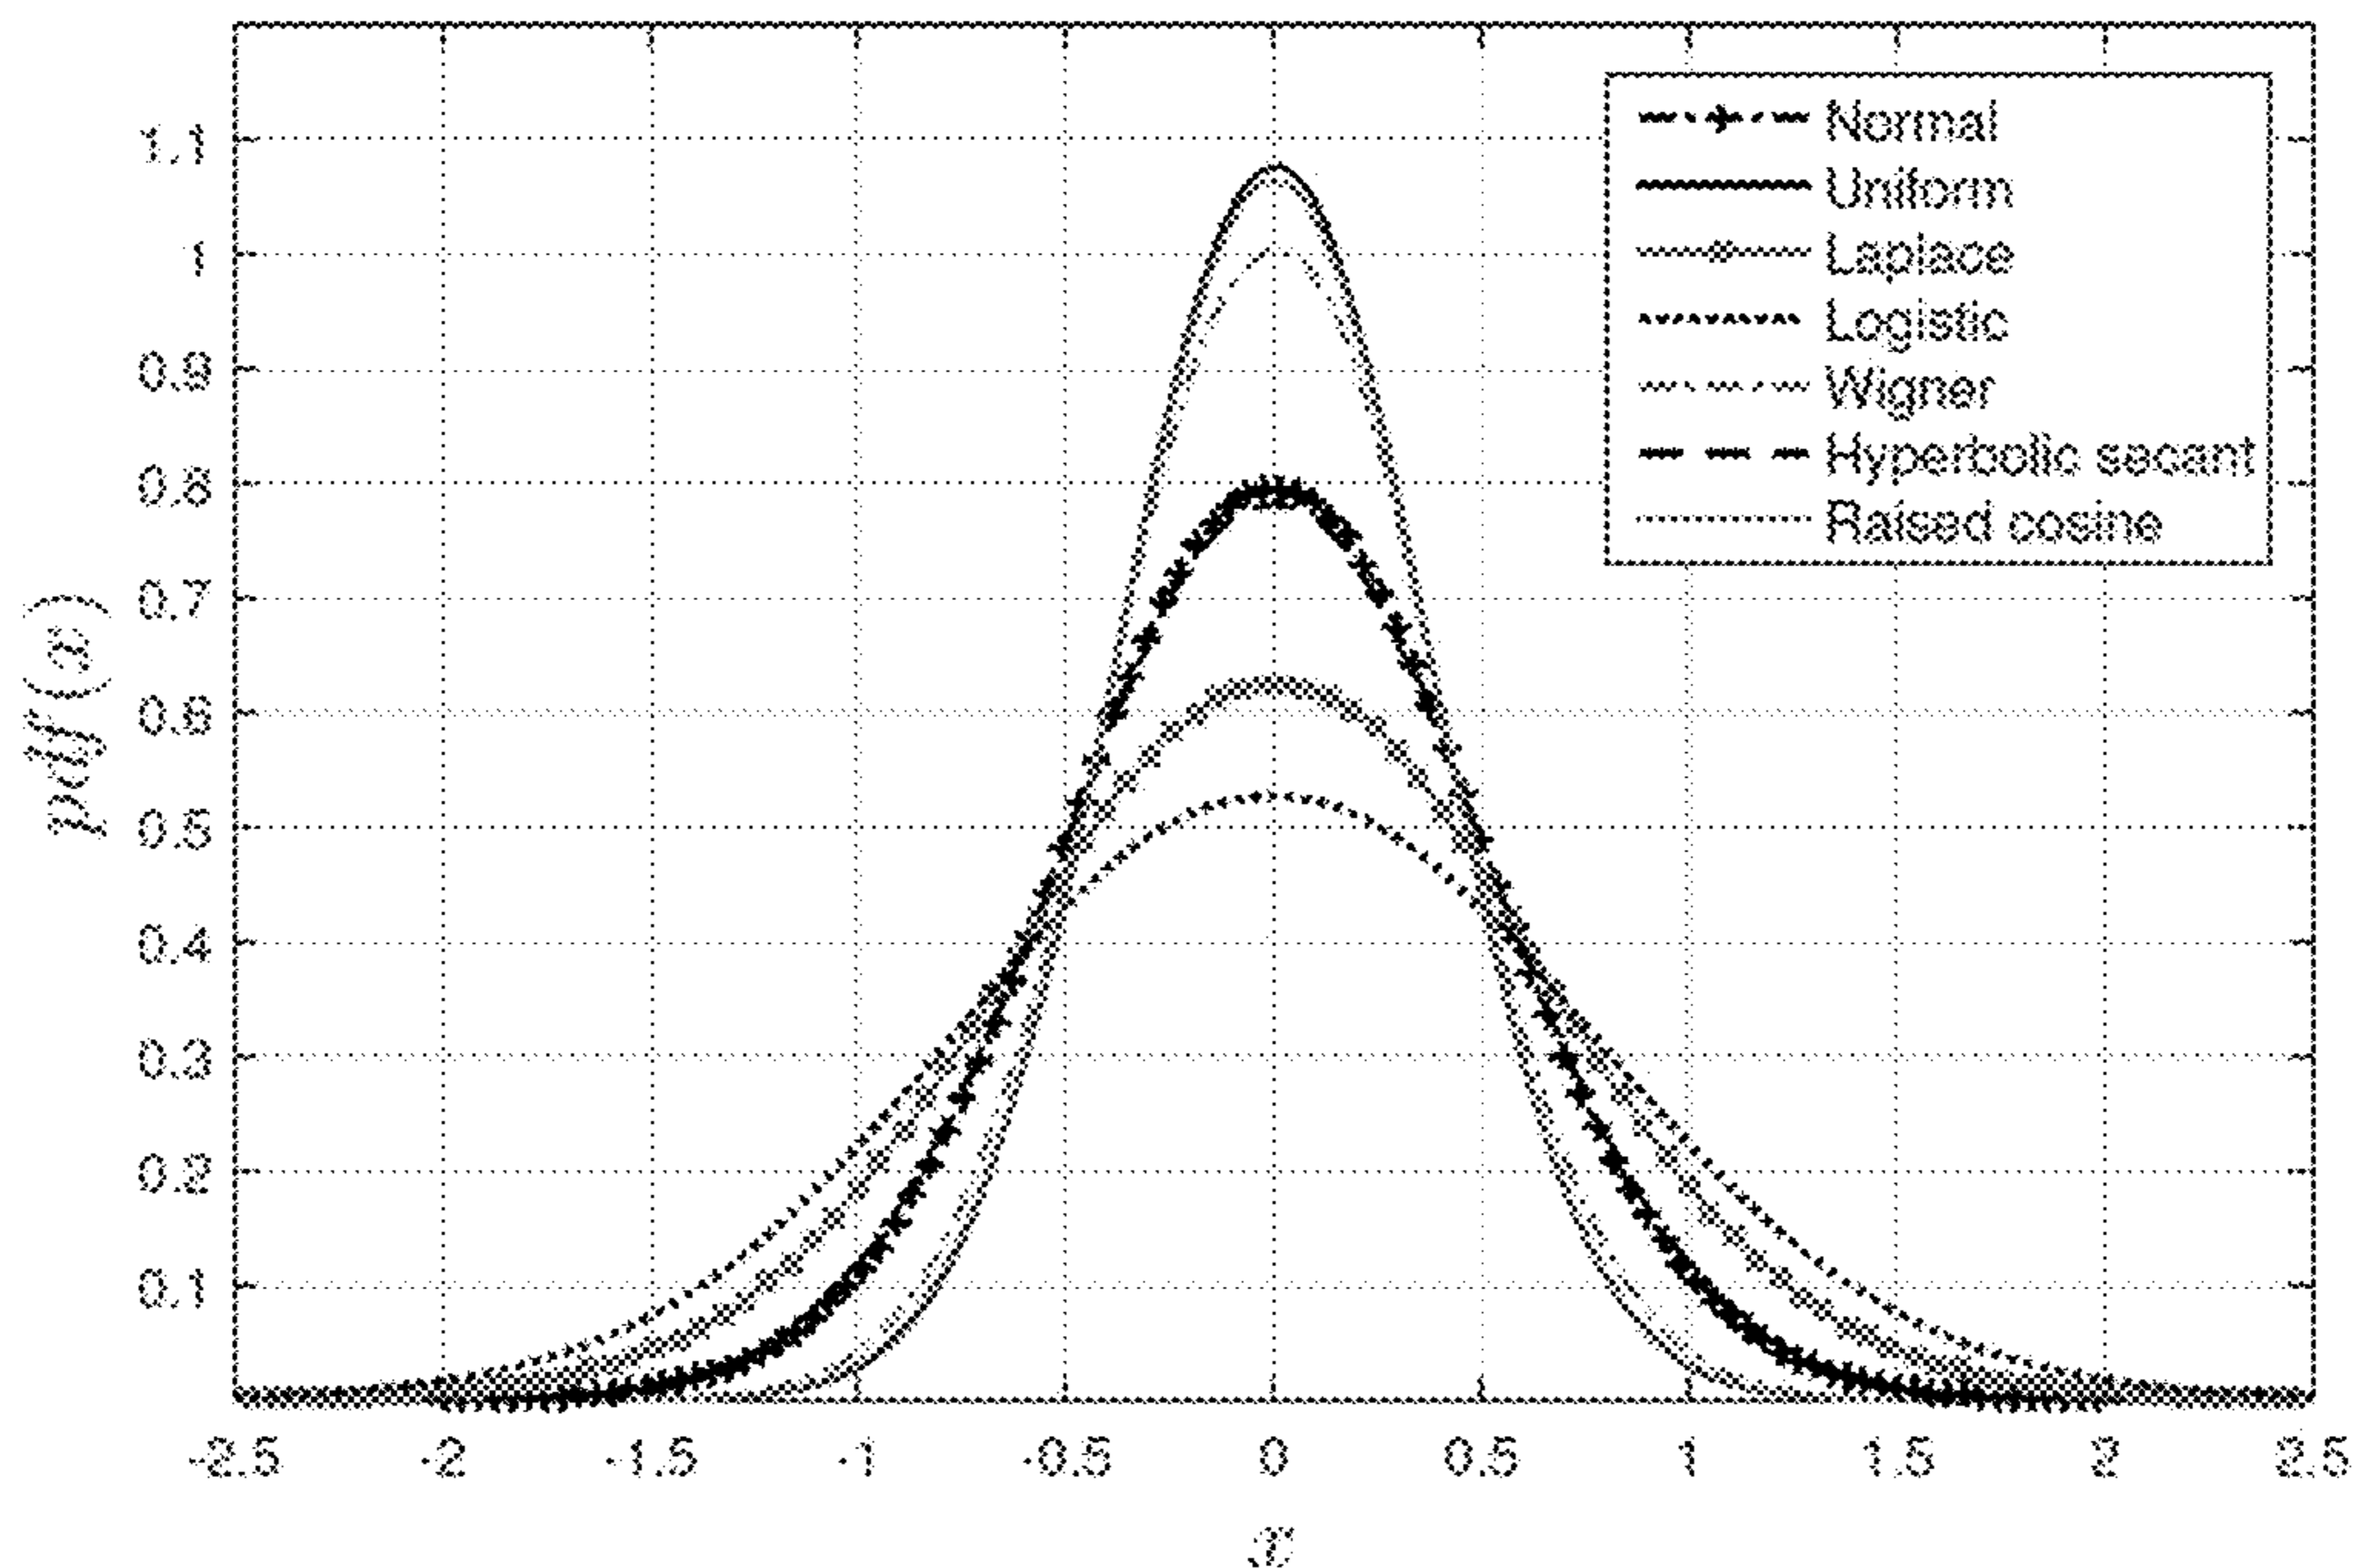 Normal
Uniform
Laplace
Logistic
Wigner
Hyperbolic secant
Raised cosine
1.1
1
0.9
0.8
0.7
0.6
0.5
0.4
0.3
0.2
0.1
pdf(x)
-2.5 -2 -1.5 -1 -0.5 0 0.5 1 1.5 2 2.5
x